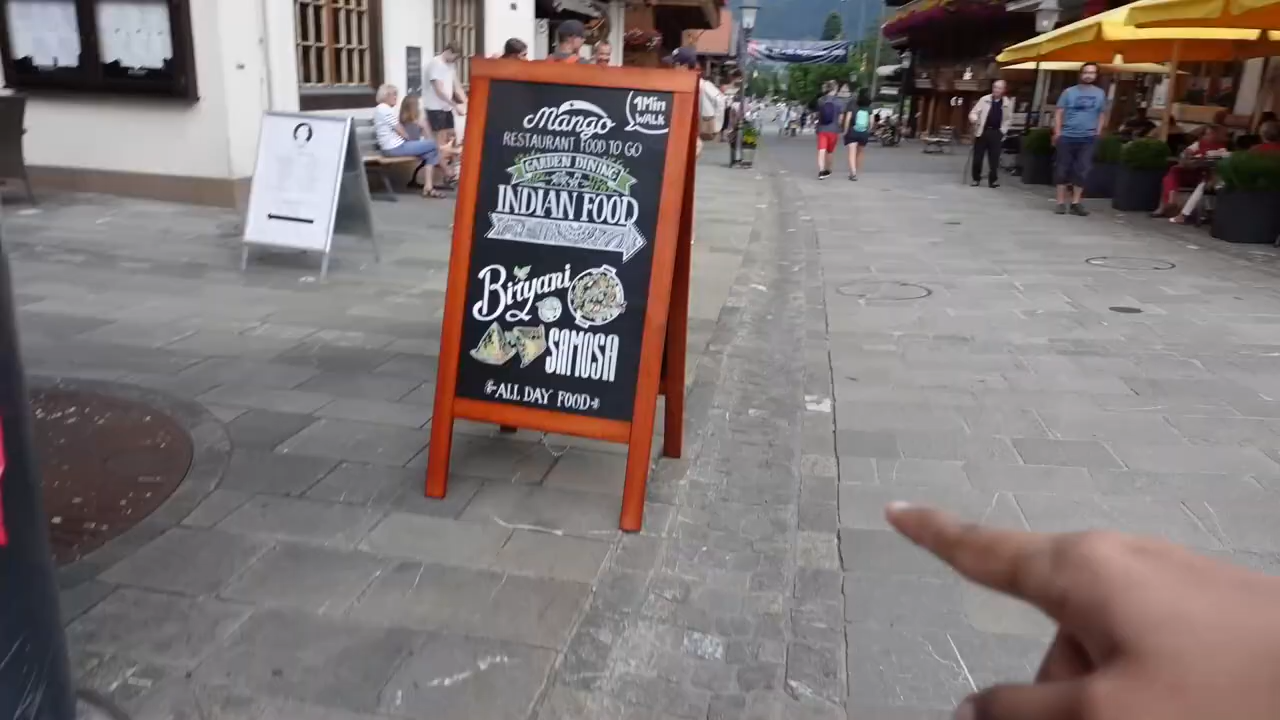 Mango
1Min
WALK
RESTAURANT FOOD TO GO
GARDEN DINING
INDIAN FOOD
Biryani
SAMOSA
ALL DAY FOOD